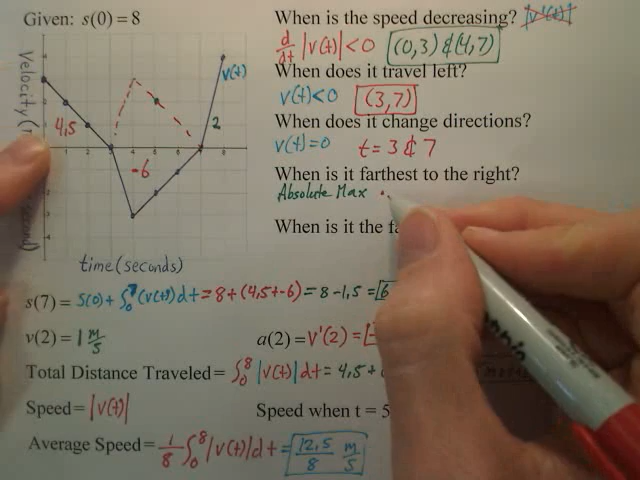 Given: s(0) = 8
When is the speed decreasing? |v'(t)|
d/dt |v(t)| < 0 (0,3) & (4,7)
When does it travel left?
v(t) < 0 (3,7)
When does it change directions?
v(t) = 0 t = 3 & 7
When is it farthest to the right?
Absolute Max
When is it the
Velocity
v(t)
4,5
-6
2
time (seconds)
s(7) = s(0) + ∫₀⁷ (v(t)) dt = 8 + (4,5 + -6) = 8 - 1,5 = 6
v(2) = 1 m/s
a(2) = v'(2) =
Total Distance Traveled = ∫₀⁸ |v(t)| dt = 4,5 +
Speed = |v(t)|
Speed when t = 5
Average Speed = 1/8 ∫₀⁸ |v(t)| dt = 12,5/8 m/s